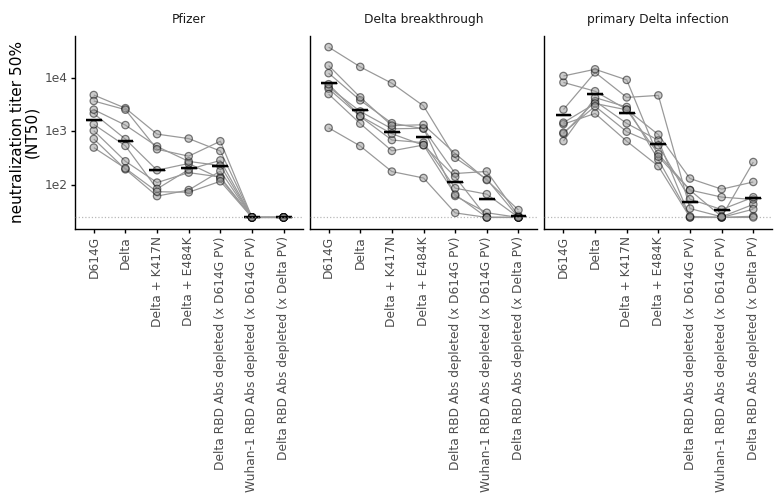 Pfizer
Delta breakthrough
primary Delta infection
neutralization titer 50%
(NT50)
1e4
1e3
1e2
D614G
Delta
Delta + K417N
Delta + E484K
Delta RBD Abs depleted (x D614G PV)
Wuhan-1 RBD Abs depleted (x D614G PV)
Delta RBD Abs depleted (x Delta PV)
D614G
Delta
Delta + K417N
Delta + E484K
Delta RBD Abs depleted (x D614G PV)
Wuhan-1 RBD Abs depleted (x D614G PV)
Delta RBD Abs depleted (x Delta PV)
D614G
Delta
Delta + K417N
Delta + E484K
Delta RBD Abs depleted (x D614G PV)
Wuhan-1 RBD Abs depleted (x D614G PV)
Delta RBD Abs depleted (x Delta PV)